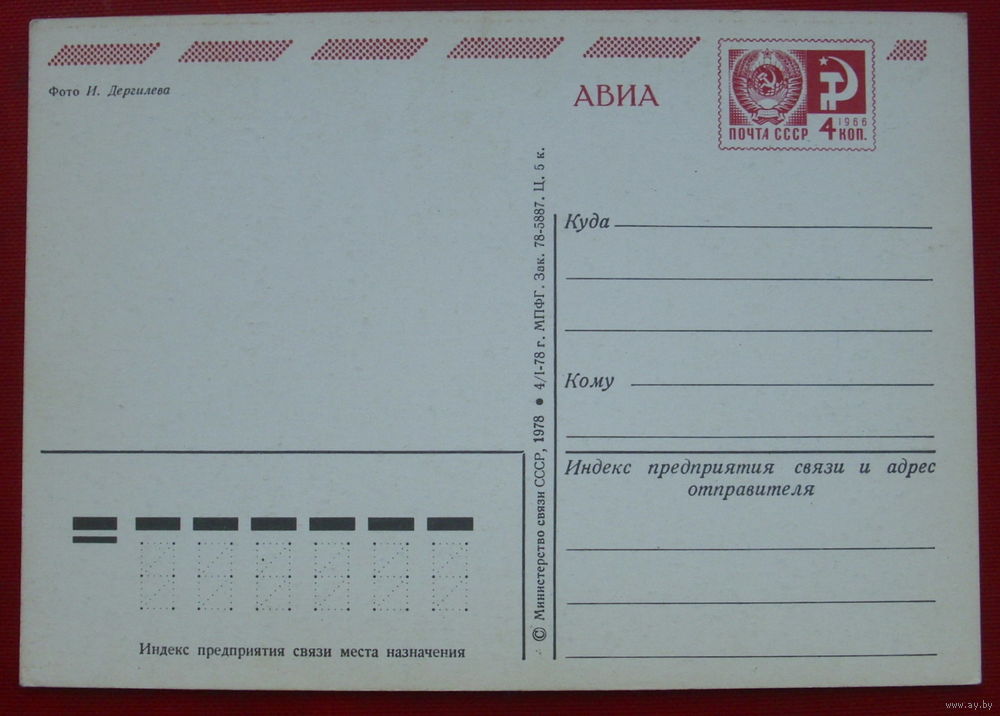 Фото И. Дергилева
АВИА
ПОЧТА СССР
1966
4 КОП.
© Министерство связи СССР, 1978 • 4/I-78 г. МПФГ. Зак. 78-5887. Ц. 5 к.
Куда
Кому
Индекс предприятия связи и адрес
отправителя
Индекс предприятия связи места назначения
www.ay.by